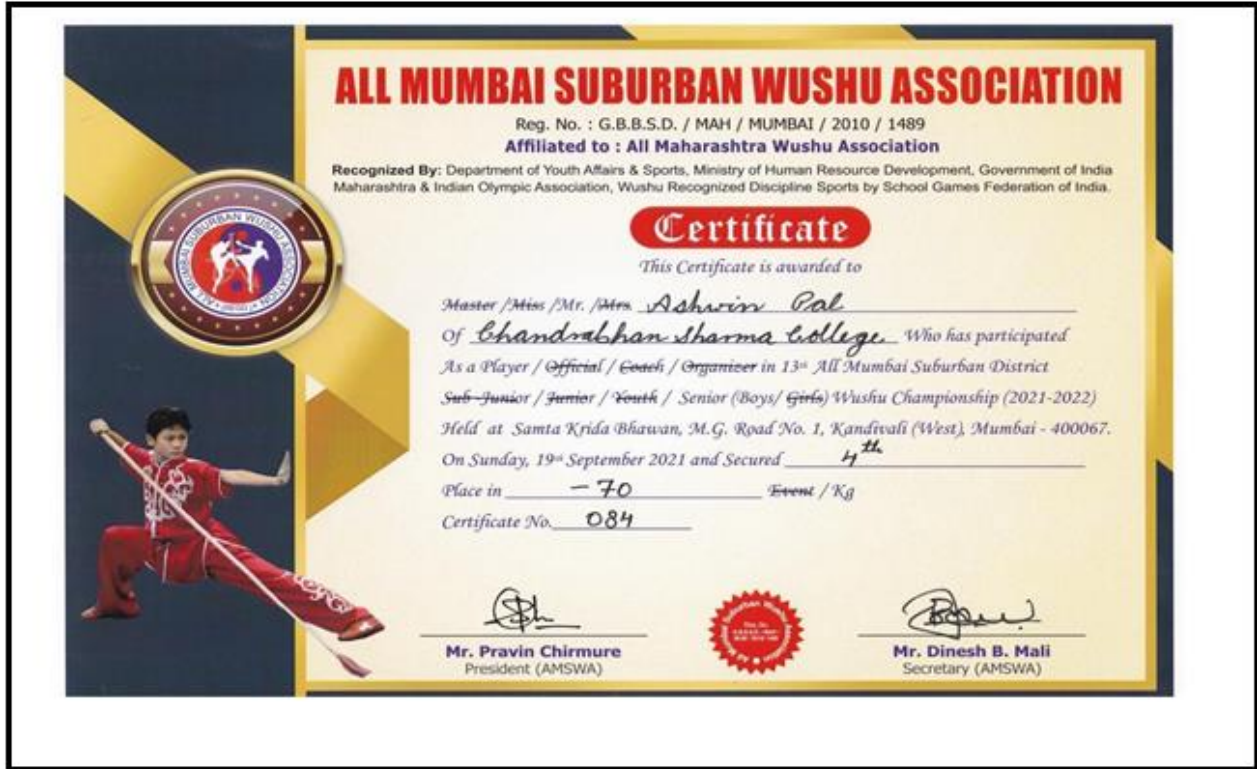 ALL MUMBAI SUBURBAN WUSHU ASSOCIATION
Reg. No. : G.B.B.S.D. / MAH / MUMBAI / 2010 / 1489
Affiliated to : All Maharashtra Wushu Association
Recognized By: Department of Youth Affairs & Sports, Ministry of Human Resource Development, Government of India
Maharashtra & Indian Olympic Association, Wushu Recognized Discipline Sports by School Games Federation of India.
ALL MUMBAI SUBURBAN WUSHU ASSOCIATION
Certificate
This Certificate is awarded to
Master /Miss /Mr. /Mrs. Ashwin Pal
Of Chandrabhan Sharma College Who has participated
As a Player / Official / Coach / Organizer in 13th All Mumbai Suburban District
Sub-Junior / Junior / Youth / Senior (Boys/ Girls) Wushu Championship (2021-2022)
Held at Samta Krida Bhawan, M.G. Road No. 1, Kandivali (West), Mumbai - 400067.
On Sunday, 19th September 2021 and Secured 4th
Place in -70 Event / Kg
Certificate No. 084
Mr. Pravin Chirmure
President (AMSWA)
Mr. Dinesh B. Mali
Secretary (AMSWA)